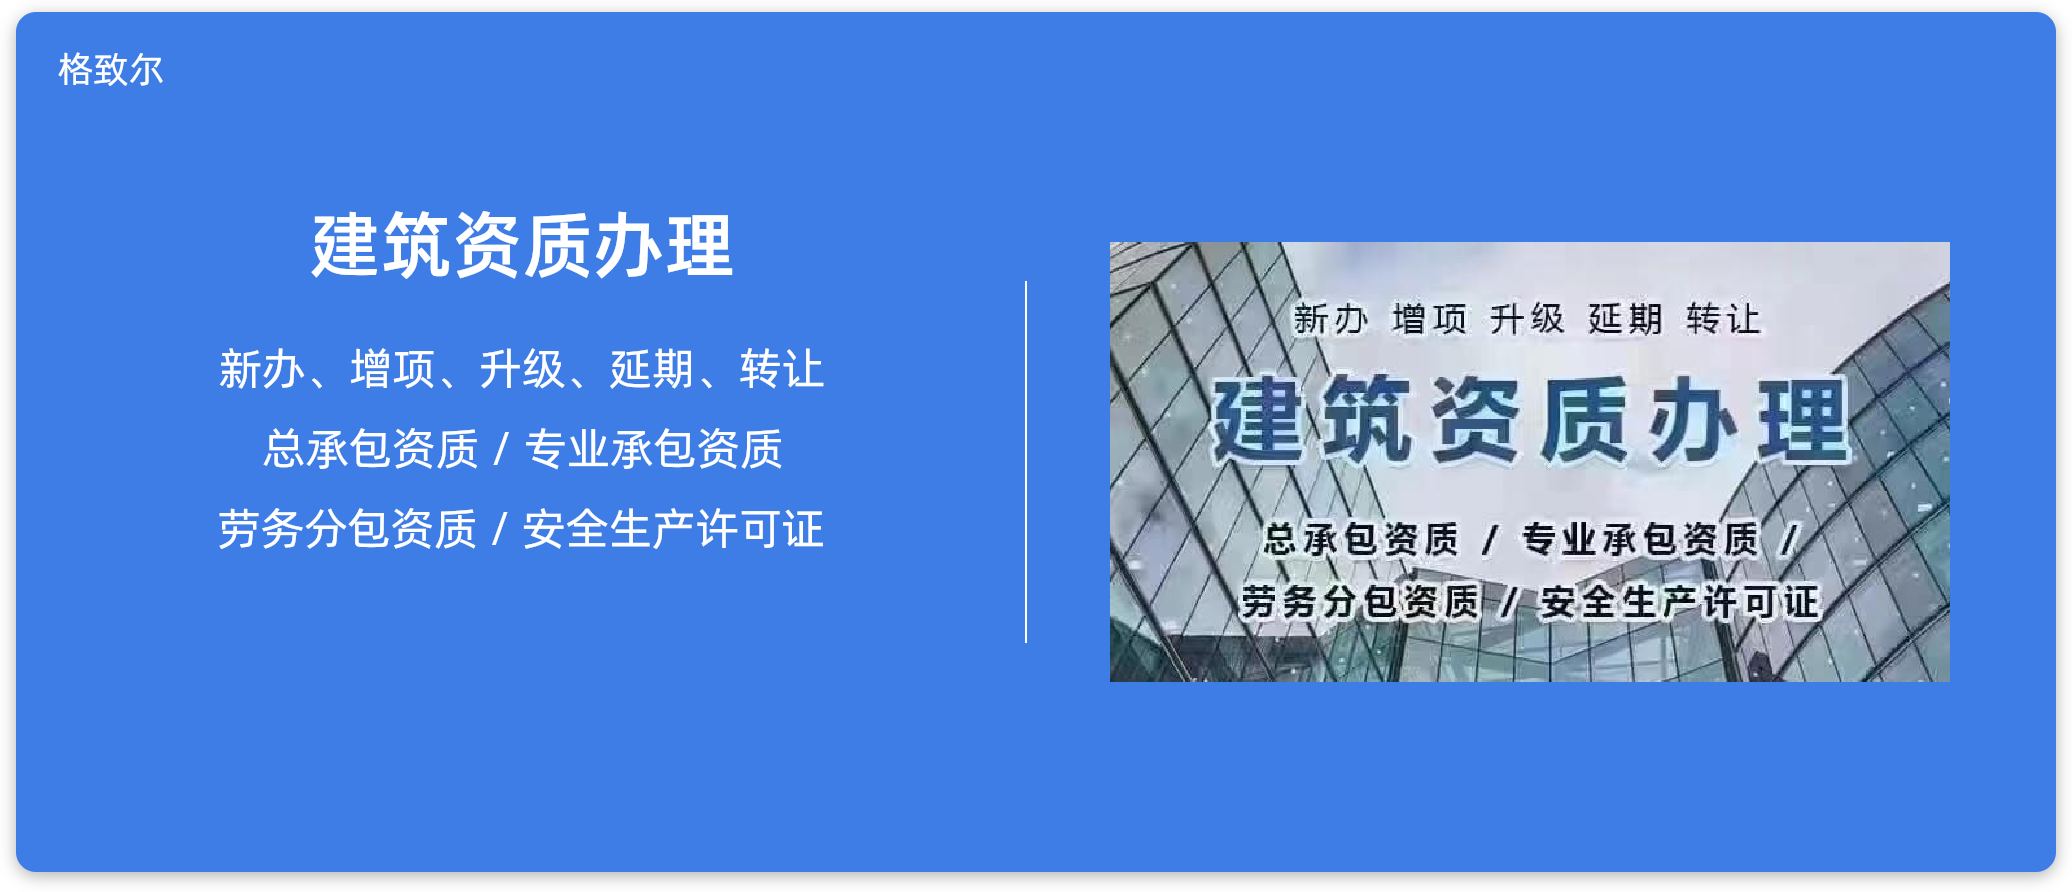 格致尔
建筑资质办理
新办、增项、升级、延期、转让
总承包资质 / 专业承包资质
劳务分包资质 / 安全生产许可证
新办 增项 升级 延期 转让
建筑资质办理
总承包资质 / 专业承包资质 /
劳务分包资质 / 安全生产许可证